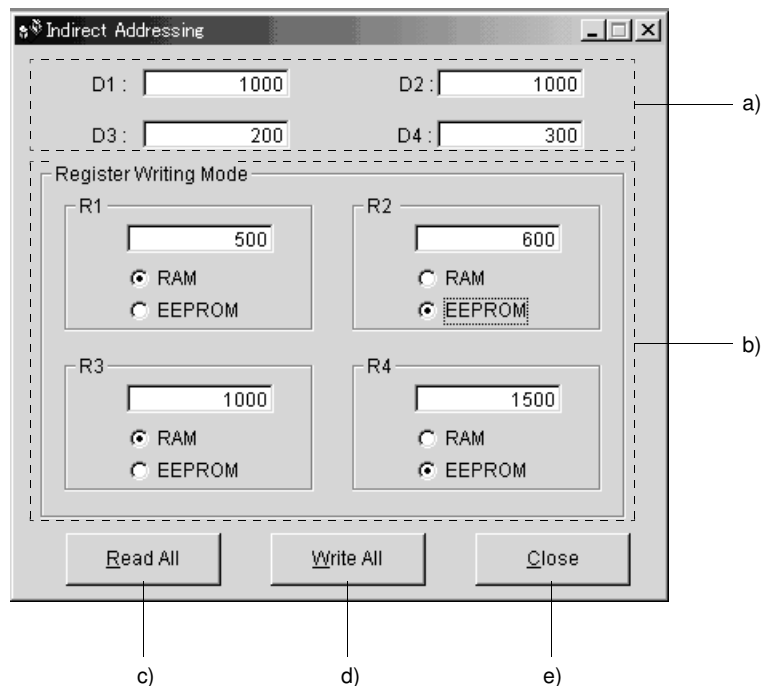 Indirect Addressing
D1 : 1000 D2 : 1000 a)
D3 : 200 D4 : 300
Register Writing Mode
R1 R2
500 600
RAM RAM
EEPROM EEPROM
b)
R3 R4
1000 1500
RAM RAM
EEPROM EEPROM
Read All Write All Close
c) d) e)